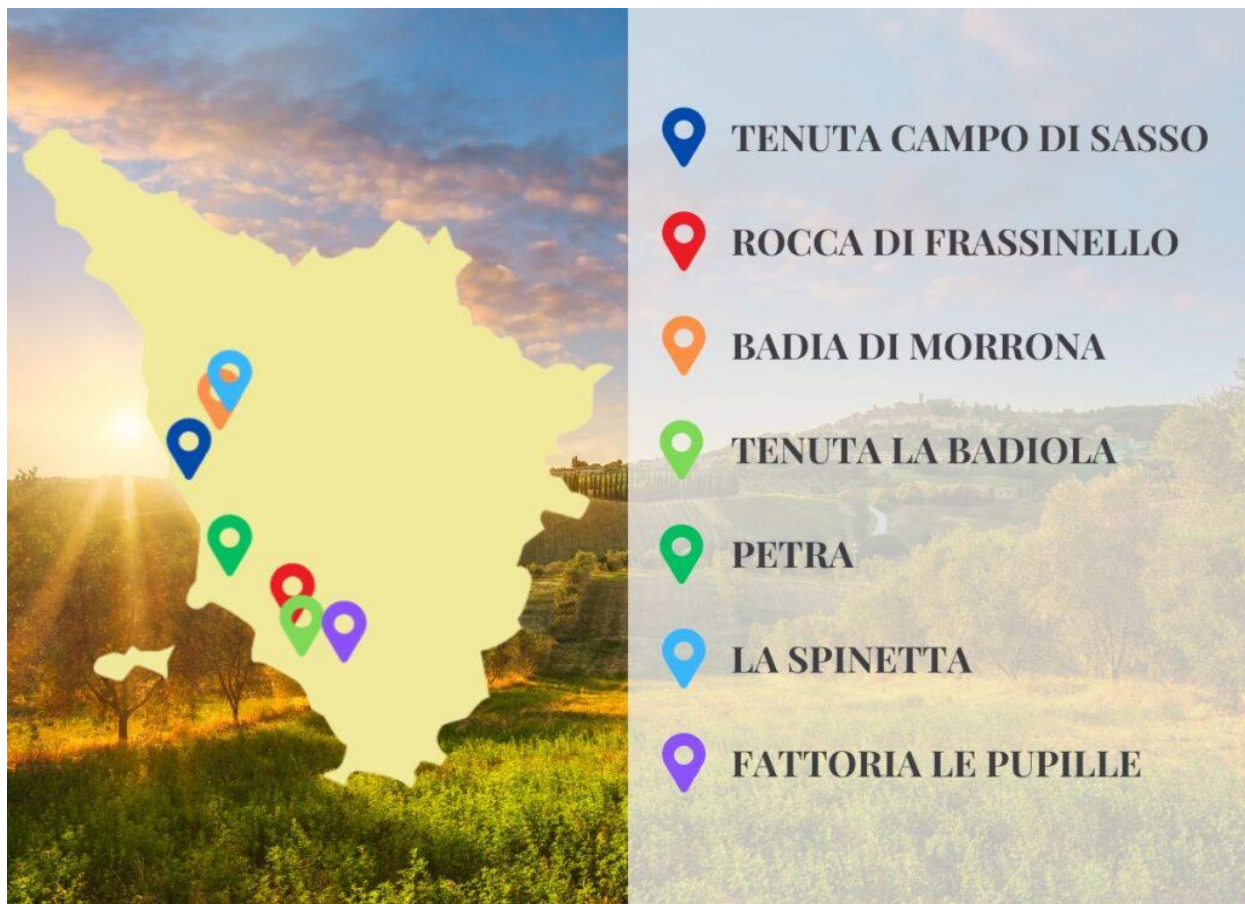 TENUTA CAMPO DI SASSO
ROCCA DI FRASSINELLO
BADIA DI MORRONA
TENUTA LA BADIOLA
PETRA
LA SPINETTA
FATTORIA LE PUPILLE